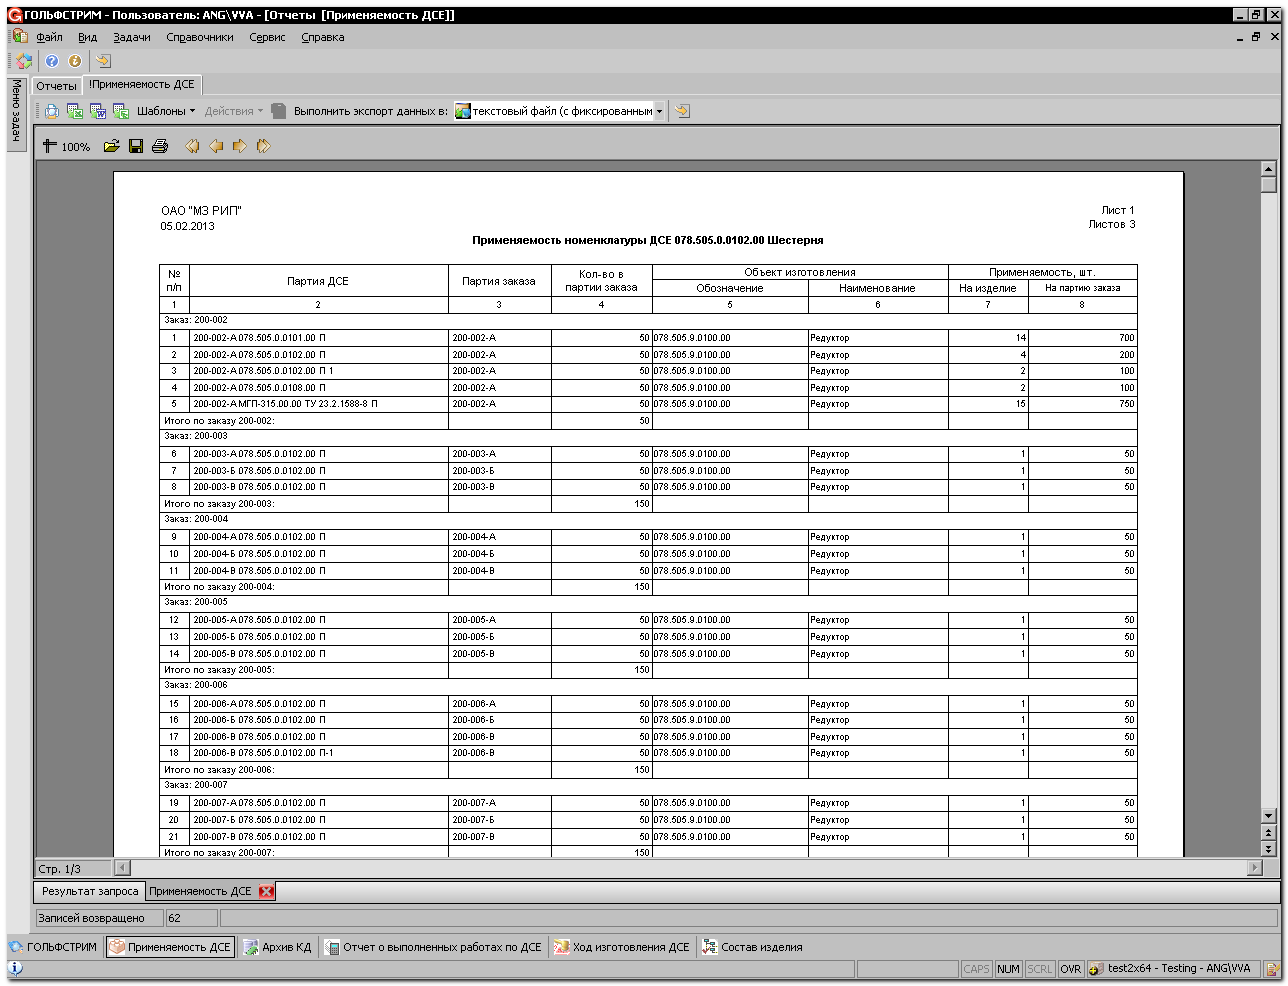 ГОЛЬФСТРИМ - Пользователь: ANG\VVA - [Отчеты [Применяемость ДСЕ]]
Файл Вид Задачи Справочники Сервис Справка
Меню задач
Отчеты !Применяемость ДСЕ
Шаблоны Действия Выполнить экспорт данных в: текстовый файл (с фиксированным
100%
ОАО "МЗ РИП" Лист 1
05.02.2013 Листов 3
Применяемость номенклатуры ДСЕ 078.505.0.0102.00 Шестерня
№ п/п Партия ДСЕ Партия заказа Кол-во в партии заказа Объект изготовления Применяемость, шт.
Обозначение Наименование На изделие На партию заказа
1 2 3 4 5 6 7 8
Заказ: 200-002
1 200-002-А 078.505.0.0101.00 П 200-002-А 50 078.505.9.0100.00 Редуктор 14 700
2 200-002-А 078.505.0.0102.00 П 200-002-А 50 078.505.9.0100.00 Редуктор 4 200
3 200-002-А 078.505.0.0102.00 П 1 200-002-А 50 078.505.9.0100.00 Редуктор 2 100
4 200-002-А 078.505.0.0108.00 П 200-002-А 50 078.505.9.0100.00 Редуктор 2 100
5 200-002-А МГП-315.00.00 ТУ 23.2.1588-8 П 200-002-А 50 078.505.9.0100.00 Редуктор 15 750
Итого по заказу 200-002: 50
Заказ: 200-003
6 200-003-А 078.505.0.0102.00 П 200-003-А 50 078.505.9.0100.00 Редуктор 1 50
7 200-003-Б 078.505.0.0102.00 П 200-003-Б 50 078.505.9.0100.00 Редуктор 1 50
8 200-003-В 078.505.0.0102.00 П 200-003-В 50 078.505.9.0100.00 Редуктор 1 50
Итого по заказу 200-003: 150
Заказ: 200-004
9 200-004-А 078.505.0.0102.00 П 200-004-А 50 078.505.9.0100.00 Редуктор 1 50
10 200-004-Б 078.505.0.0102.00 П 200-004-Б 50 078.505.9.0100.00 Редуктор 1 50
11 200-004-В 078.505.0.0102.00 П 200-004-В 50 078.505.9.0100.00 Редуктор 1 50
Итого по заказу 200-004: 150
Заказ: 200-005
12 200-005-А 078.505.0.0102.00 П 200-005-А 50 078.505.9.0100.00 Редуктор 1 50
13 200-005-Б 078.505.0.0102.00 П 200-005-Б 50 078.505.9.0100.00 Редуктор 1 50
14 200-005-В 078.505.0.0102.00 П 200-005-В 50 078.505.9.0100.00 Редуктор 1 50
Итого по заказу 200-005: 150
Заказ: 200-006
15 200-006-А 078.505.0.0102.00 П 200-006-А 50 078.505.9.0100.00 Редуктор 1 50
16 200-006-Б 078.505.0.0102.00 П 200-006-Б 50 078.505.9.0100.00 Редуктор 1 50
17 200-006-В 078.505.0.0102.00 П 200-006-В 50 078.505.9.0100.00 Редуктор 1 50
18 200-006-В 078.505.0.0102.00 П-1 200-006-В 50 078.505.9.0100.00 Редуктор 1 50
Итого по заказу 200-006: 150
Заказ: 200-007
19 200-007-А 078.505.0.0102.00 П 200-007-А 50 078.505.9.0100.00 Редуктор 1 50
20 200-007-Б 078.505.0.0102.00 П 200-007-Б 50 078.505.9.0100.00 Редуктор 1 50
21 200-007-В 078.505.0.0102.00 П 200-007-В 50 078.505.9.0100.00 Редуктор 1 50
Итого по заказу 200-007: 150
Стр. 1/3
Результат запроса Применяемость ДСЕ
Записей возвращено 62
ГОЛЬФСТРИМ Применяемость ДСЕ Архив КД Отчет о выполненных работах по ДСЕ Ход изготовления ДСЕ Состав изделия
CAPS NUM SCRL OVR test2x64 - Testing - ANG\VVA